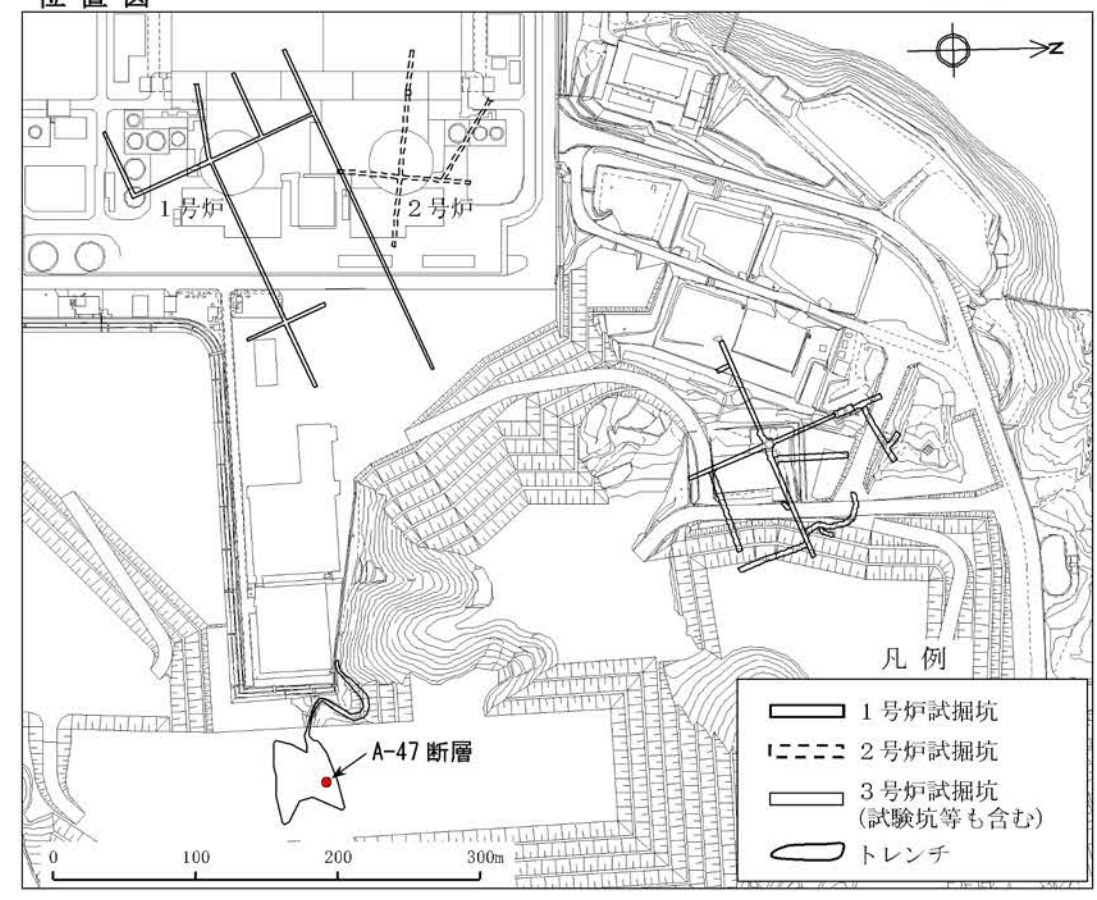 位置図
N
1号炉
2号炉
A-47 断層
凡 例
1号炉試掘坑
2号炉試掘坑
3号炉試掘坑
(試験坑等も含む)
トレンチ
0 100 200 300m